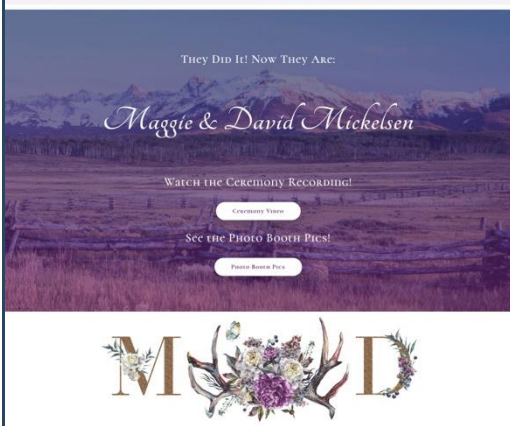 They Did It! Now They Are:
Maggie & David Mickelsen
Watch the Ceremony Recording!
Ceremony Video
See the Photo Booth Pics!
Photo Booth Pics
M D